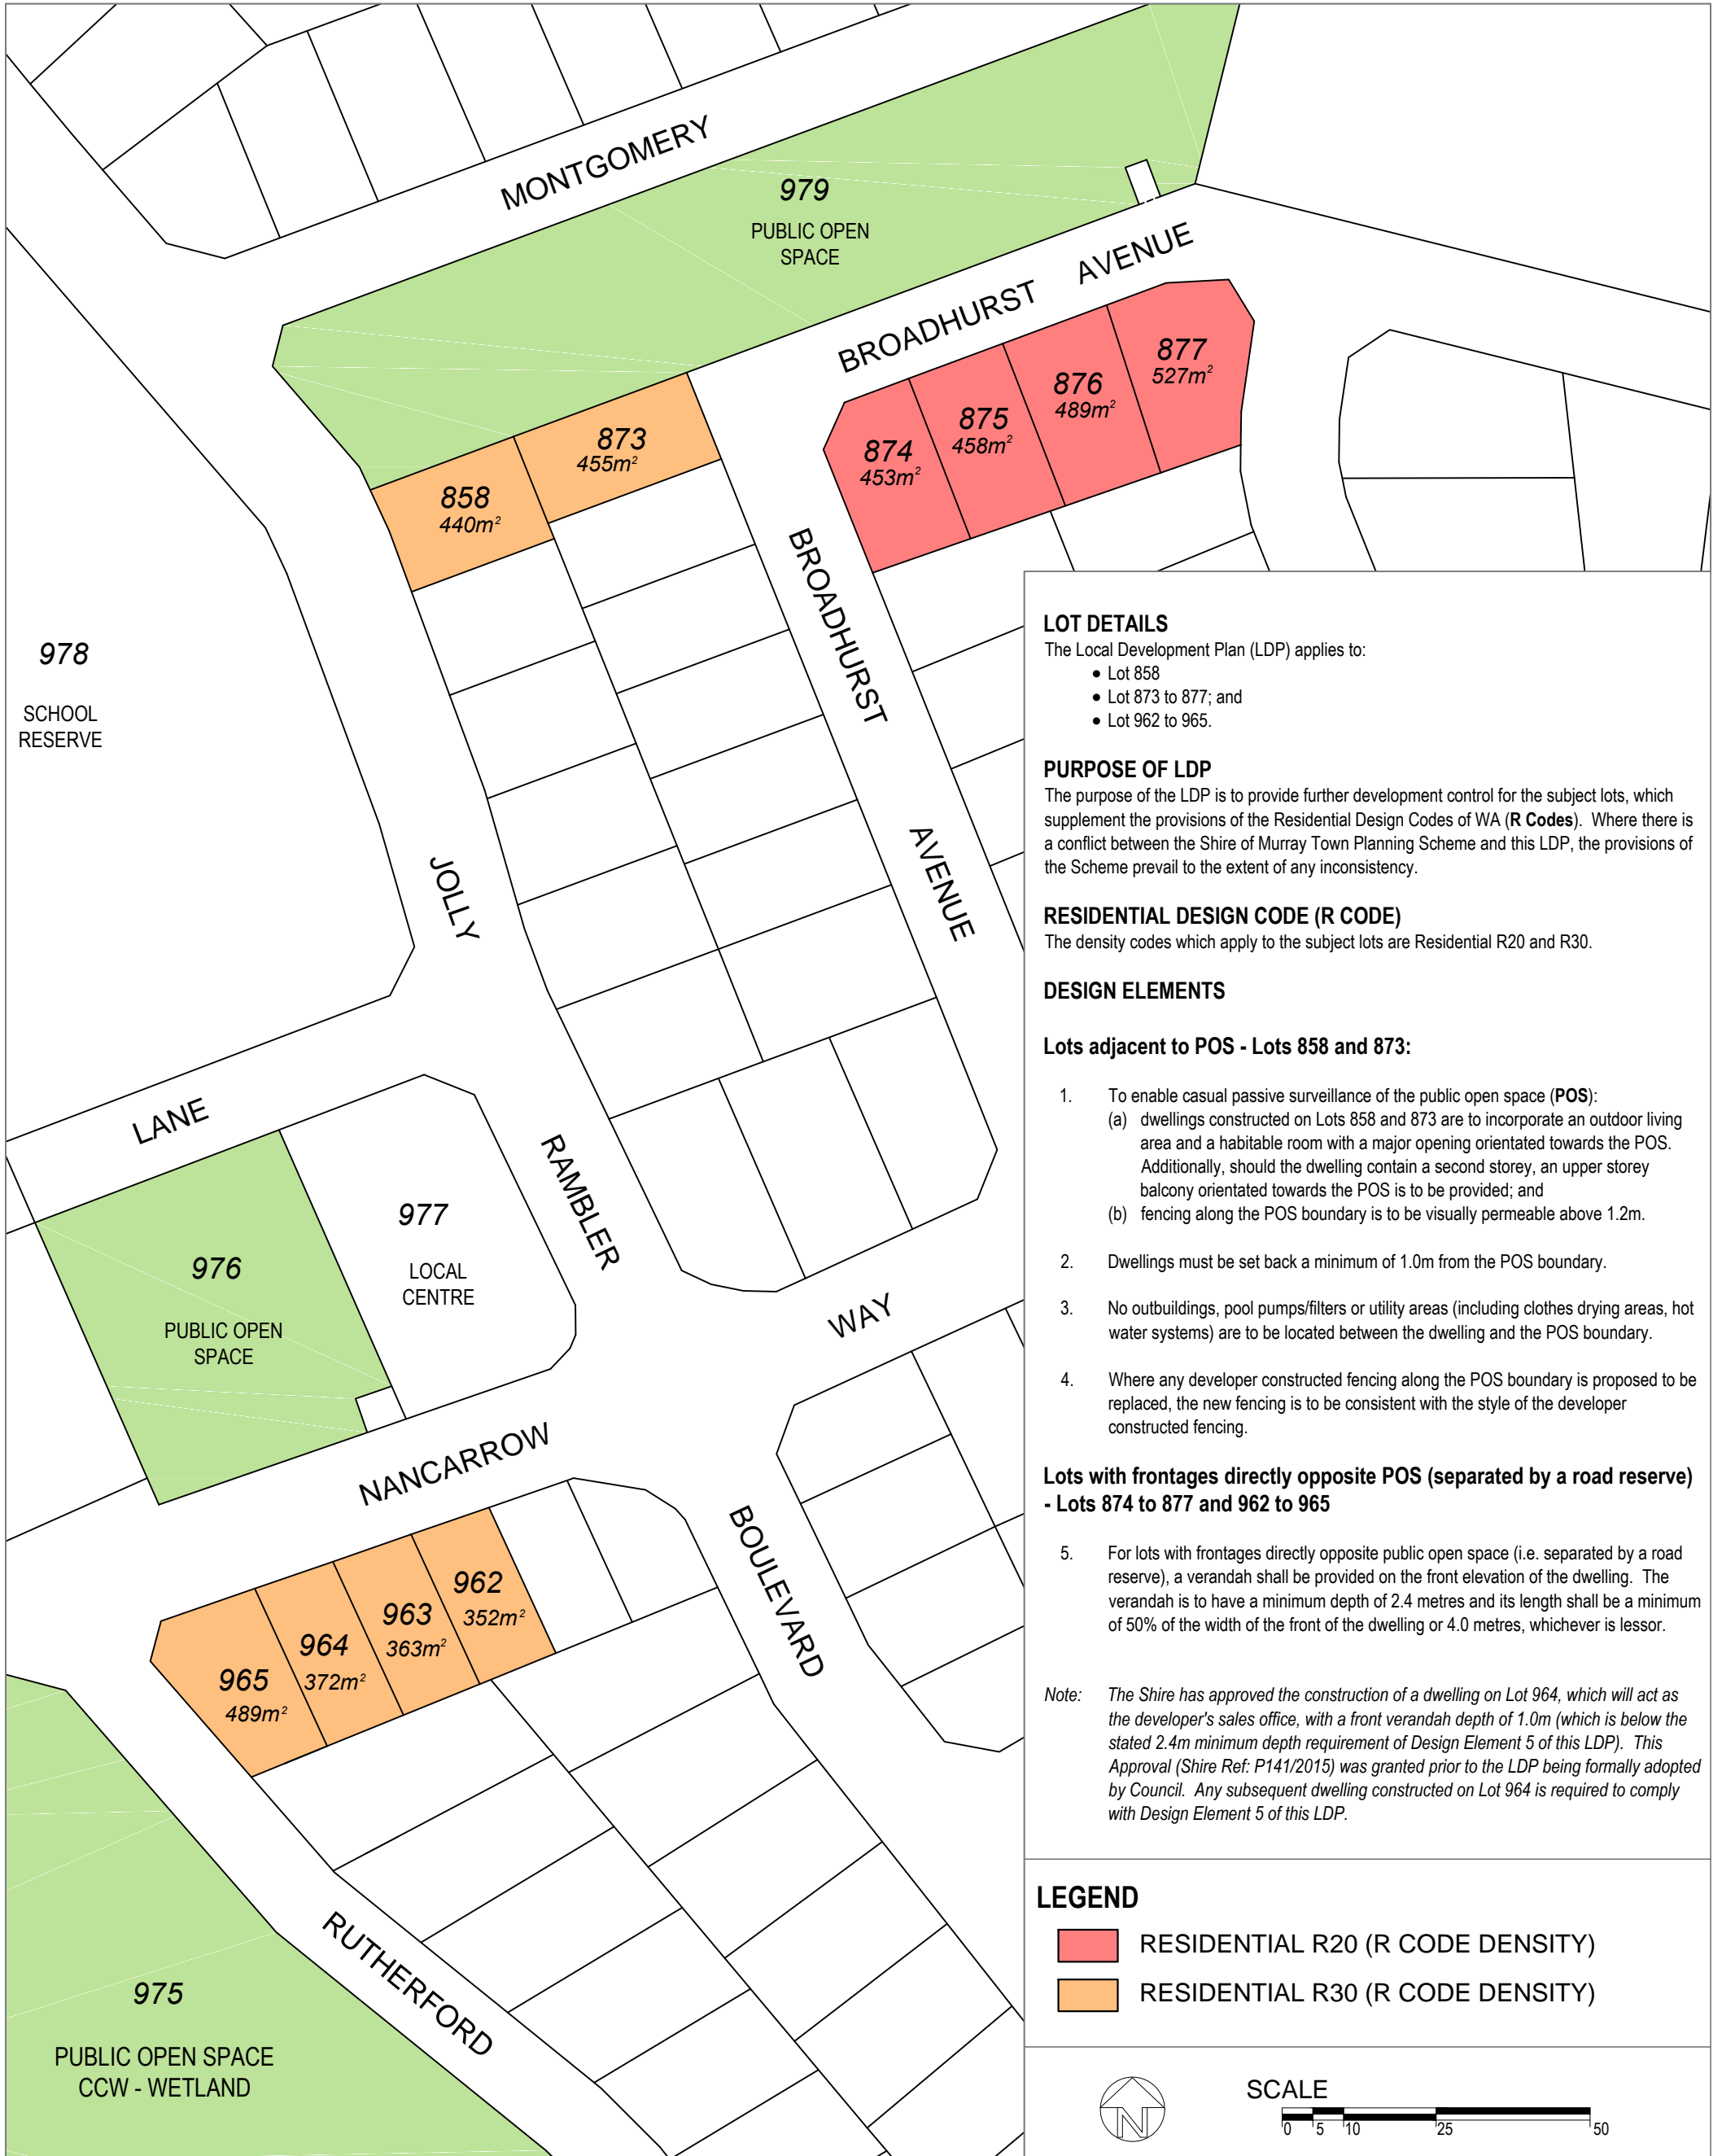 MONTGOMERY
979
PUBLIC OPEN
SPACE
BROADHURST AVENUE
877
527m²
876
489m²
875
458m²
874
453m²
873
455m²
858
440m²
BROADHURST
AVENUE
978
SCHOOL
RESERVE
JOLLY
RAMBLER
LANE
977
LOCAL
CENTRE
976
PUBLIC OPEN
SPACE
WAY
NANCARROW
BOULEVARD
962
352m²
963
363m²
964
372m²
965
489m²
RUTHERFORD
975
PUBLIC OPEN SPACE
CCW - WETLAND
LOT DETAILS
The Local Development Plan (LDP) applies to:
• Lot 858
• Lot 873 to 877; and
• Lot 962 to 965.
PURPOSE OF LDP
The purpose of the LDP is to provide further development control for the subject lots, which
supplement the provisions of the Residential Design Codes of WA (R Codes). Where there is
a conflict between the Shire of Murray Town Planning Scheme and this LDP, the provisions of
the Scheme prevail to the extent of any inconsistency.
RESIDENTIAL DESIGN CODE (R CODE)
The density codes which apply to the subject lots are Residential R20 and R30.
DESIGN ELEMENTS
Lots adjacent to POS - Lots 858 and 873:
1. To enable casual passive surveillance of the public open space (POS):
(a) dwellings constructed on Lots 858 and 873 are to incorporate an outdoor living
area and a habitable room with a major opening orientated towards the POS.
Additionally, should the dwelling contain a second storey, an upper storey
balcony orientated towards the POS is to be provided; and
(b) fencing along the POS boundary is to be visually permeable above 1.2m.
2. Dwellings must be set back a minimum of 1.0m from the POS boundary.
3. No outbuildings, pool pumps/filters or utility areas (including clothes drying areas, hot
water systems) are to be located between the dwelling and the POS boundary.
4. Where any developer constructed fencing along the POS boundary is proposed to be
replaced, the new fencing is to be consistent with the style of the developer
constructed fencing.
Lots with frontages directly opposite POS (separated by a road reserve)
- Lots 874 to 877 and 962 to 965
5. For lots with frontages directly opposite public open space (i.e. separated by a road
reserve), a verandah shall be provided on the front elevation of the dwelling. The
verandah is to have a minimum depth of 2.4 metres and its length shall be a minimum
of 50% of the width of the front of the dwelling or 4.0 metres, whichever is lessor.
Note: The Shire has approved the construction of a dwelling on Lot 964, which will act as
the developer's sales office, with a front verandah depth of 1.0m (which is below the
stated 2.4m minimum depth requirement of Design Element 5 of this LDP). This
Approval (Shire Ref: P141/2015) was granted prior to the LDP being formally adopted
by Council. Any subsequent dwelling constructed on Lot 964 is required to comply
with Design Element 5 of this LDP.
LEGEND
RESIDENTIAL R20 (R CODE DENSITY)
RESIDENTIAL R30 (R CODE DENSITY)
N
SCALE
0 5 10 25 50